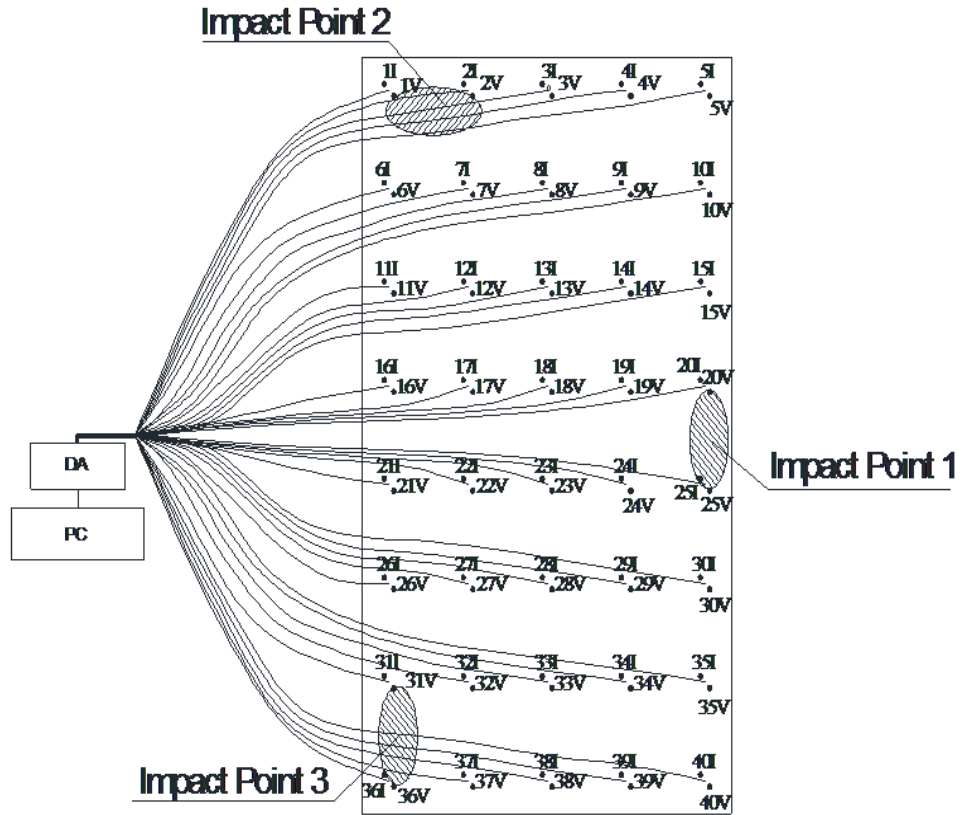 Impact Point 2
1I 2I 3I 4I 5I
1V 2V 3V 4V 5V
6I 7I 8I 9I 10I
6V 7V 8V 9V 10V
11I 12I 13I 14I 15I
11V 12V 13V 14V 15V
16I 17I 18I 19I 20I
16V 17V 18V 19V 20V
DA
Impact Point 1
21I 22I 23I 24I 25I
21V 22V 23V 24V 25V
PC
26I 27I 28I 29I 30I
26V 27V 28V 29V 30V
31I 32I 33I 34I 35I
31V 32V 33V 34V 35V
Impact Point 3
36I 37I 38I 39I 40I
36V 37V 38V 39V 40V